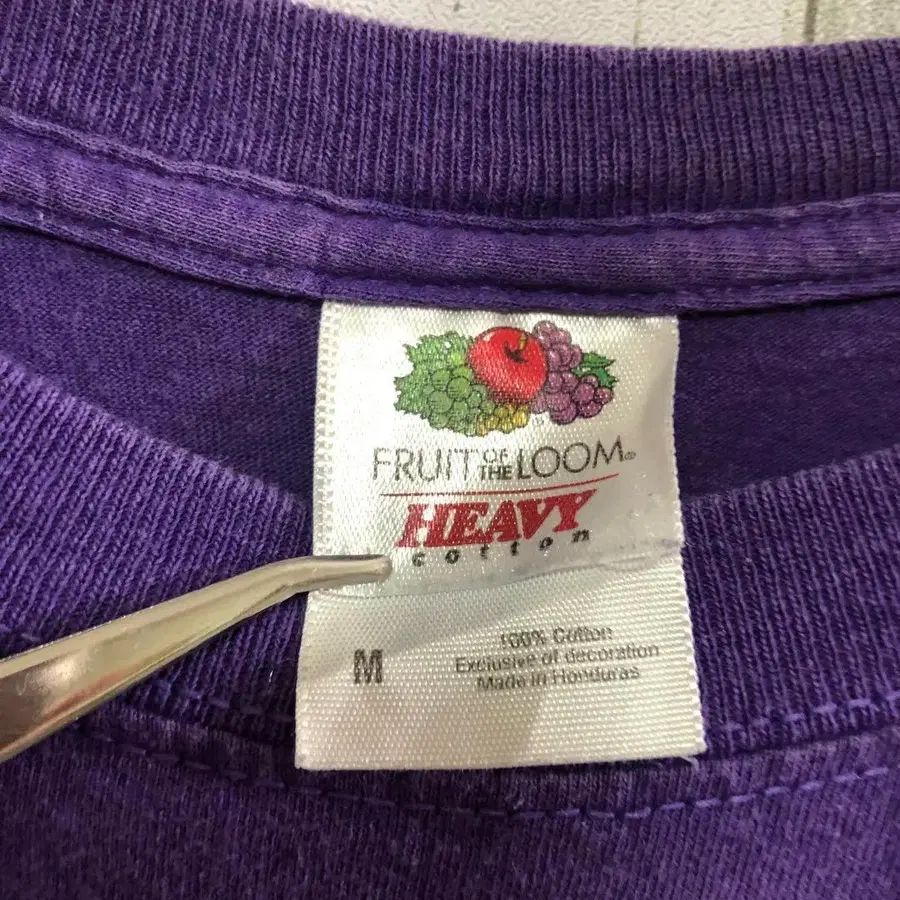 FRUIT OF THE LOOM®
HEAVY
cotton
M
100% Cotton
Exclusive of decoration
Made in Honduras